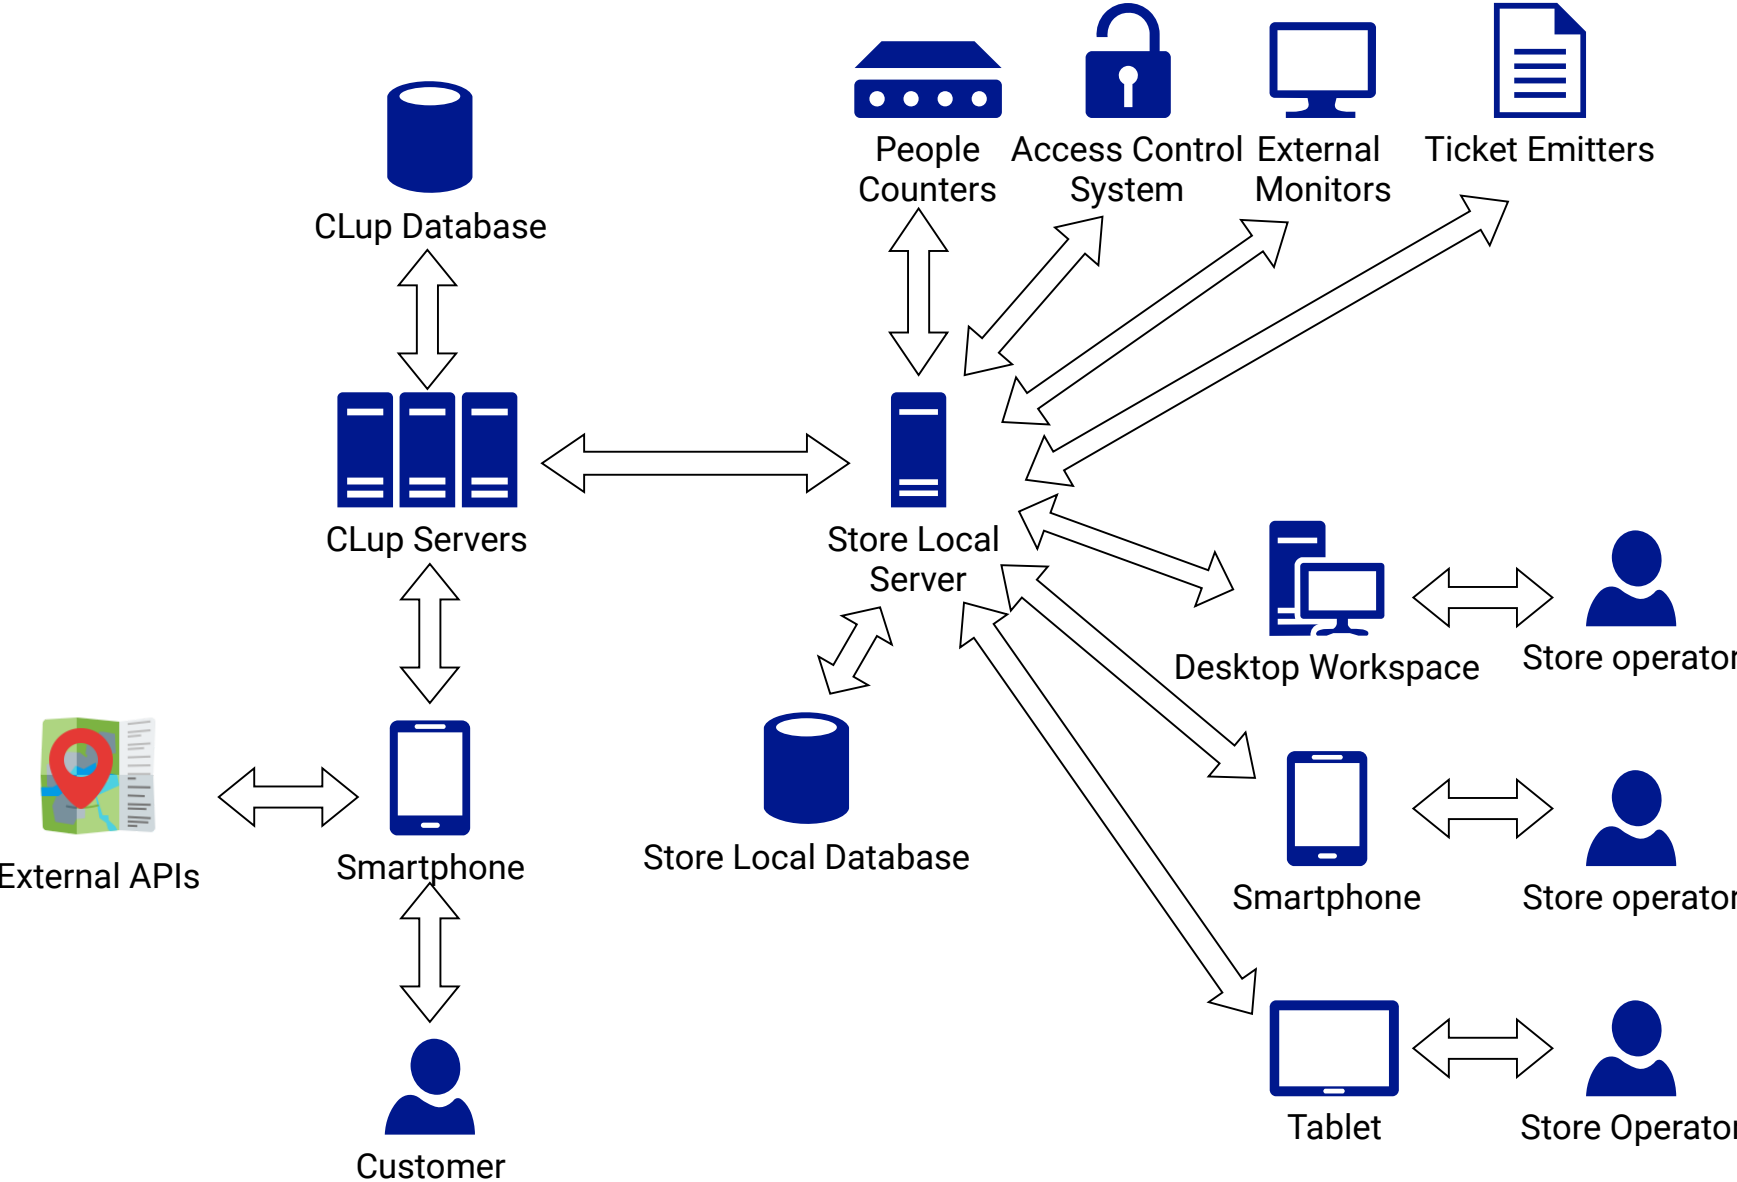 People
Counters
Access Control
System
External
Monitors
Ticket Emitters
CLup Database
CLup Servers
Store Local
Server
Desktop Workspace
Store operator
External APIs
Smartphone
Store Local Database
Smartphone
Store operator
Tablet
Store Operator
Customer